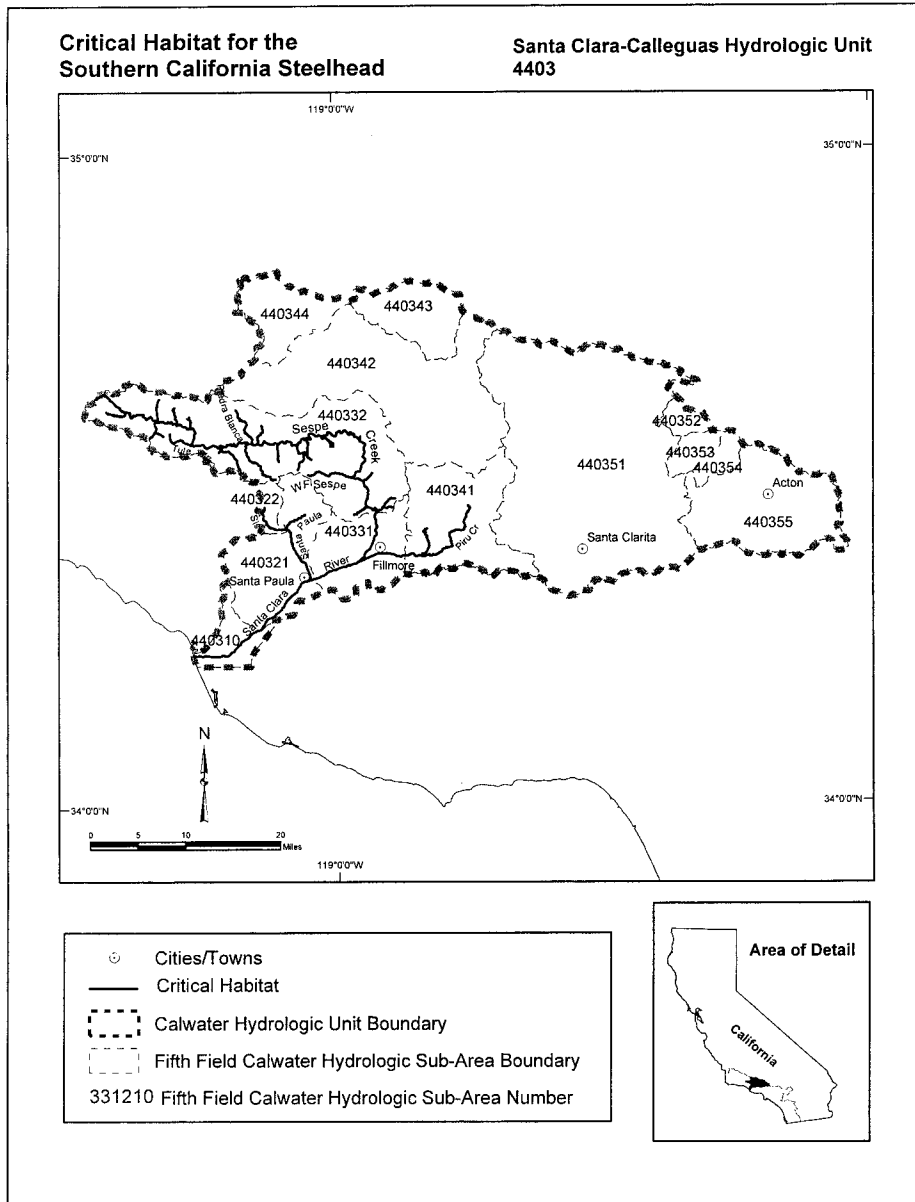 Critical Habitat for the
Southern California Steelhead
Santa Clara-Calleguas Hydrologic Unit
4403
119°0'0"W
35°0'0"N
35°0'0"N
440344
440343
440342
440332
Piedra Blanca
Sespe
Creek
Tule
W F Sespe
440352
440353
440354
440351
Acton
440355
440341
440322
Paula
440331
Santa
Piru Cr
Santa Clarita
440321
River
Fillmore
Santa Paula
Santa Clara
440310
N
34°0'0"N
34°0'0"N
0 5 10 20
Miles
119°0'0"W
Cities/Towns
Critical Habitat
Calwater Hydrologic Unit Boundary
Fifth Field Calwater Hydrologic Sub-Area Boundary
331210 Fifth Field Calwater Hydrologic Sub-Area Number
Area of Detail
California